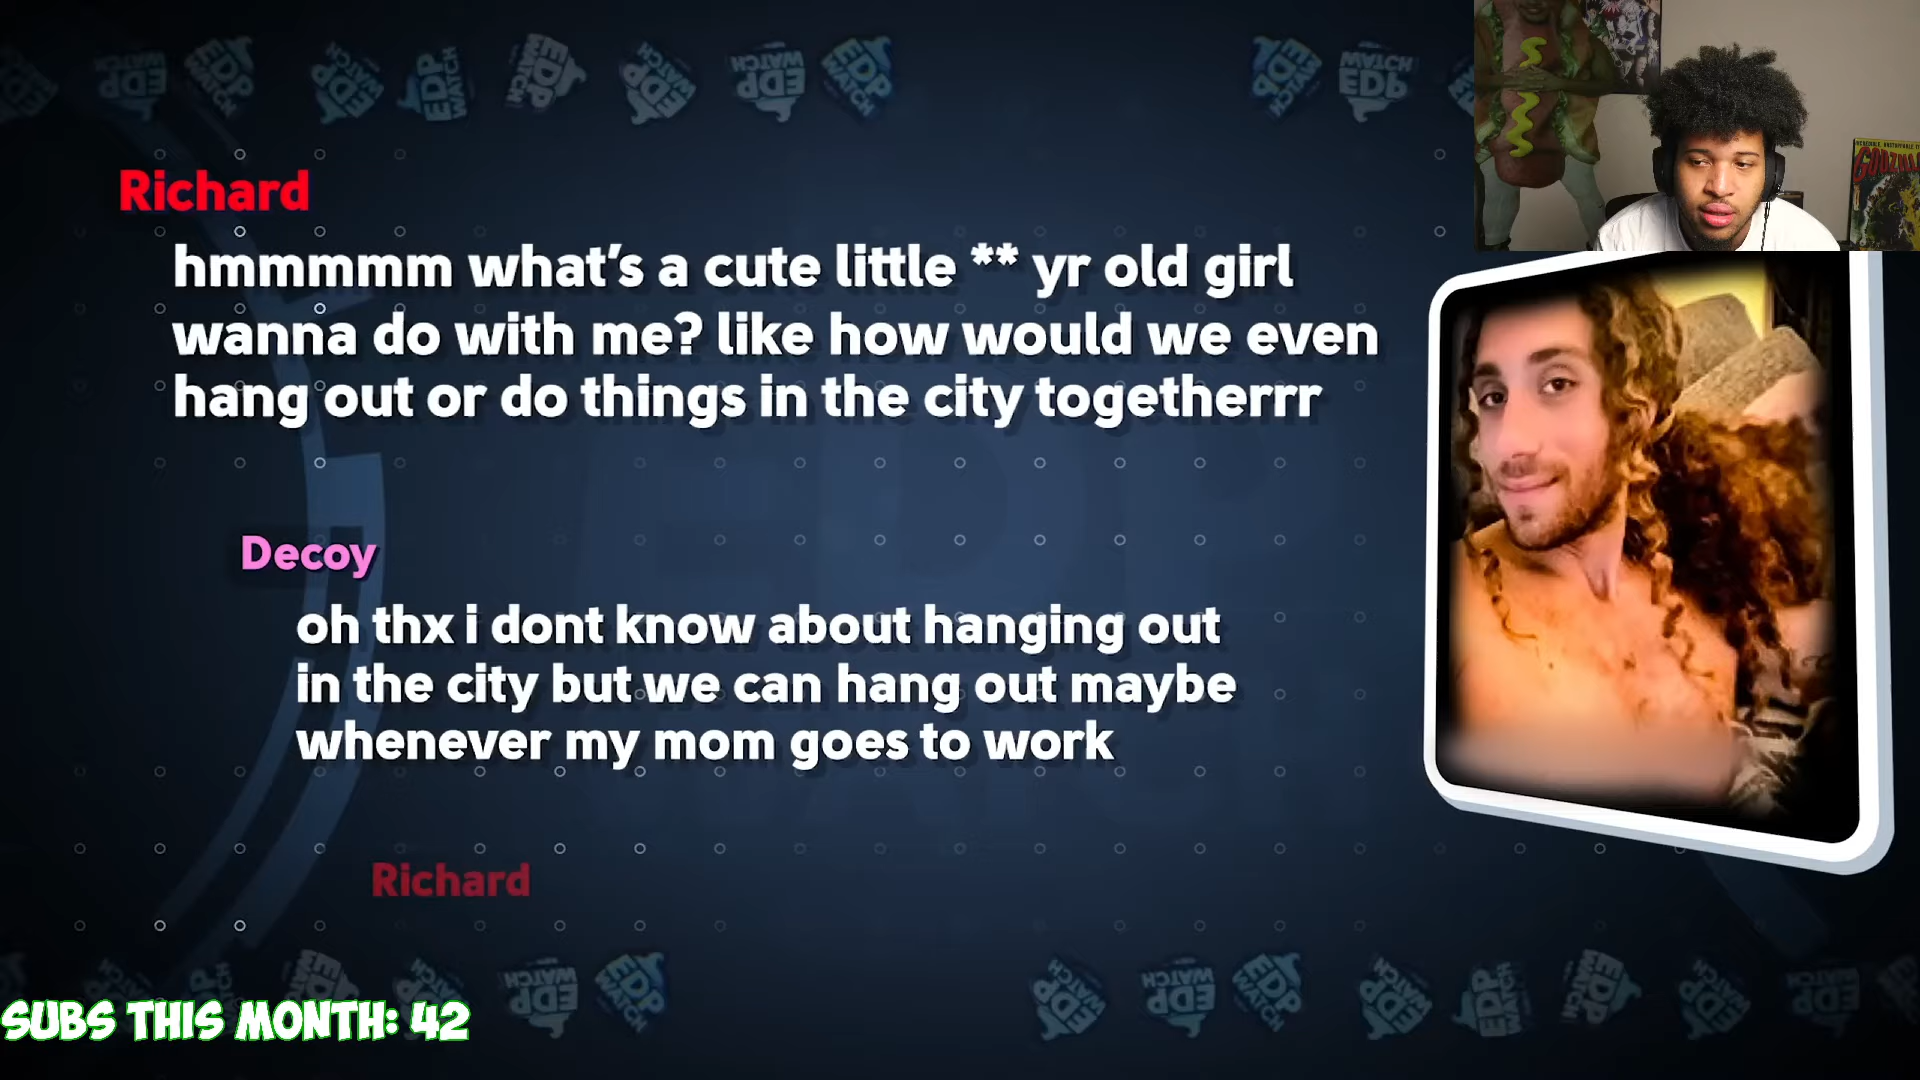 Richard
hmmmmm what's a cute little ** yr old girl
wanna do with me? like how would we even
hang out or do things in the city togetherrr
Decoy
oh thx i dont know about hanging out
in the city but we can hang out maybe
whenever my mom goes to work
Richard
SUBS THIS MONTH: 42
EDP WATCH